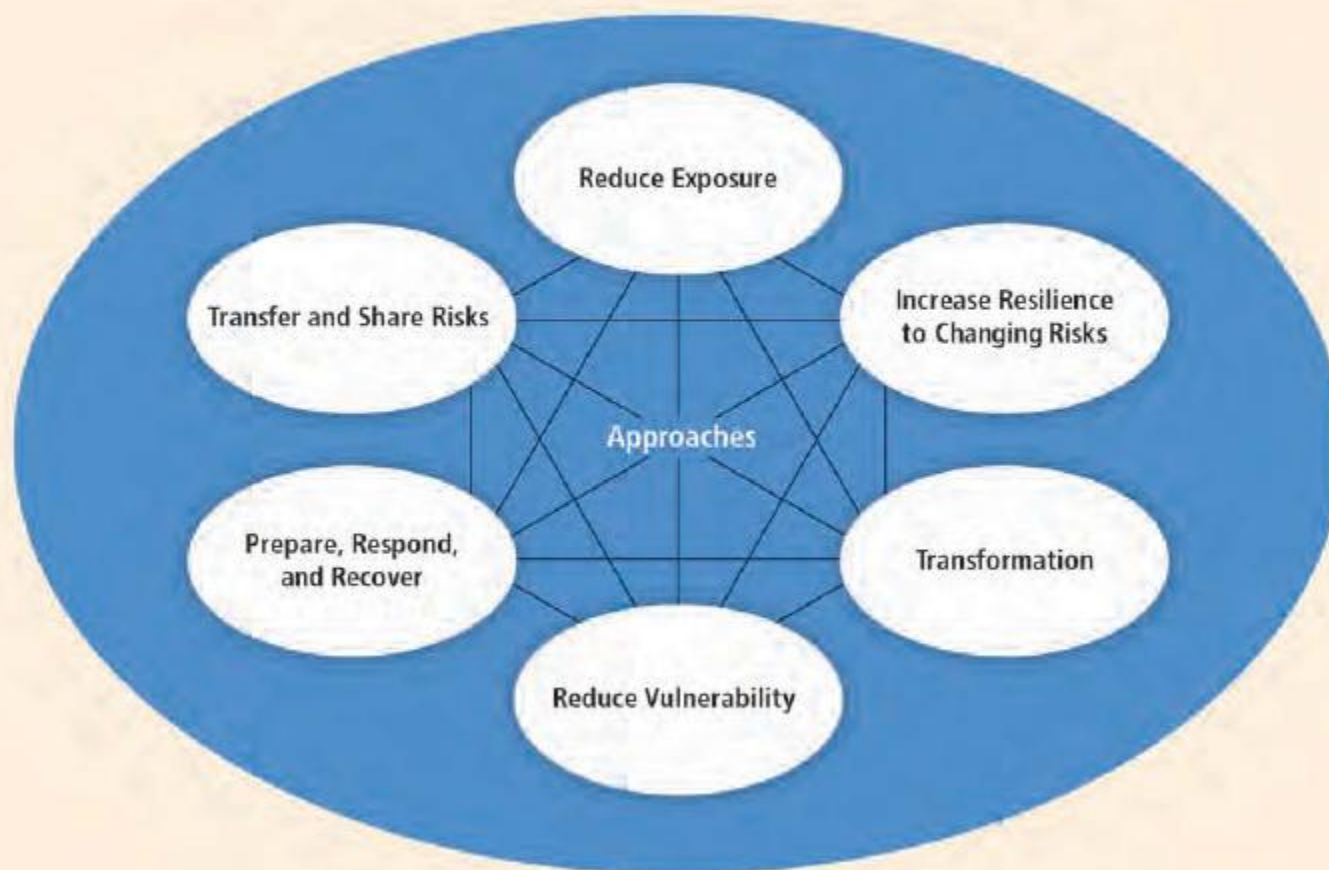 Reduce Exposure
Transfer and Share Risks
Increase Resilience
to Changing Risks
Approaches
Prepare, Respond,
and Recover
Transformation
Reduce Vulnerability